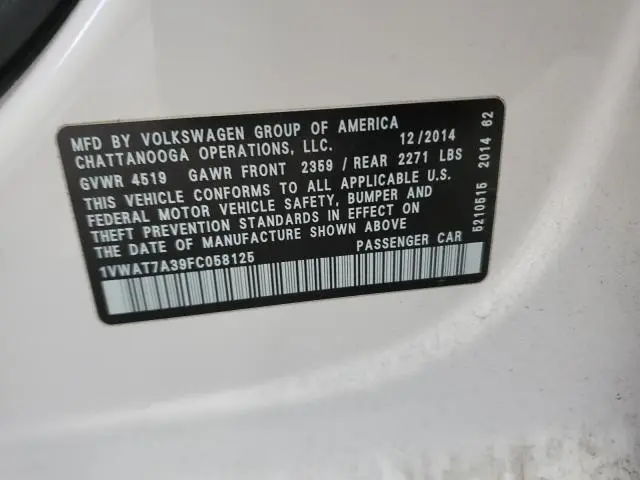 MFD BY VOLKSWAGEN GROUP OF AMERICA
CHATTANOOGA OPERATIONS, LLC. 12/2014
GVWR 4519 GAWR FRONT 2359 / REAR 2271 LBS
THIS VEHICLE CONFORMS TO ALL APPLICABLE U.S.
FEDERAL MOTOR VEHICLE SAFETY, BUMPER AND
THEFT PREVENTION STANDARDS IN EFFECT ON
THE DATE OF MANUFACTURE SHOWN ABOVE
1VWAT7A39FC058125 PASSENGER CAR
5210515 2014 62